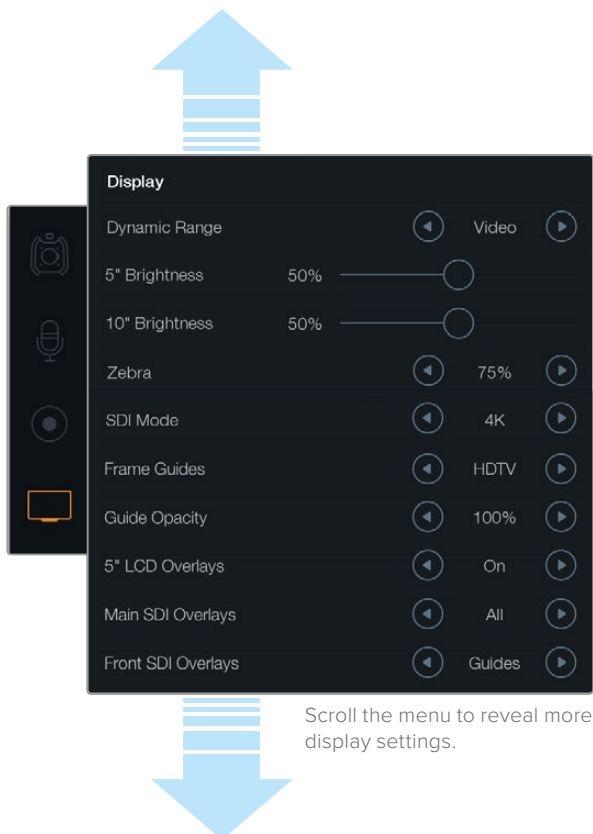 Display
Dynamic Range Video
5" Brightness 50%
10" Brightness 50%
Zebra 75%
SDI Mode 4K
Frame Guides HDTV
Guide Opacity 100%
5" LCD Overlays On
Main SDI Overlays All
Front SDI Overlays Guides
Scroll the menu to reveal more
display settings.